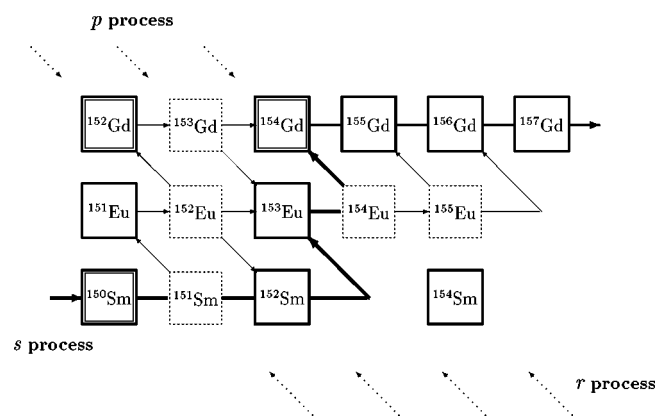 p process
¹⁵²Gd ¹⁵³Gd ¹⁵⁴Gd ¹⁵⁵Gd ¹⁵⁶Gd ¹⁵⁷Gd
¹⁵¹Eu ¹⁵²Eu ¹⁵³Eu ¹⁵⁴Eu ¹⁵⁵Eu
¹⁵⁰Sm ¹⁵¹Sm ¹⁵²Sm ¹⁵⁴Sm
s process
r process